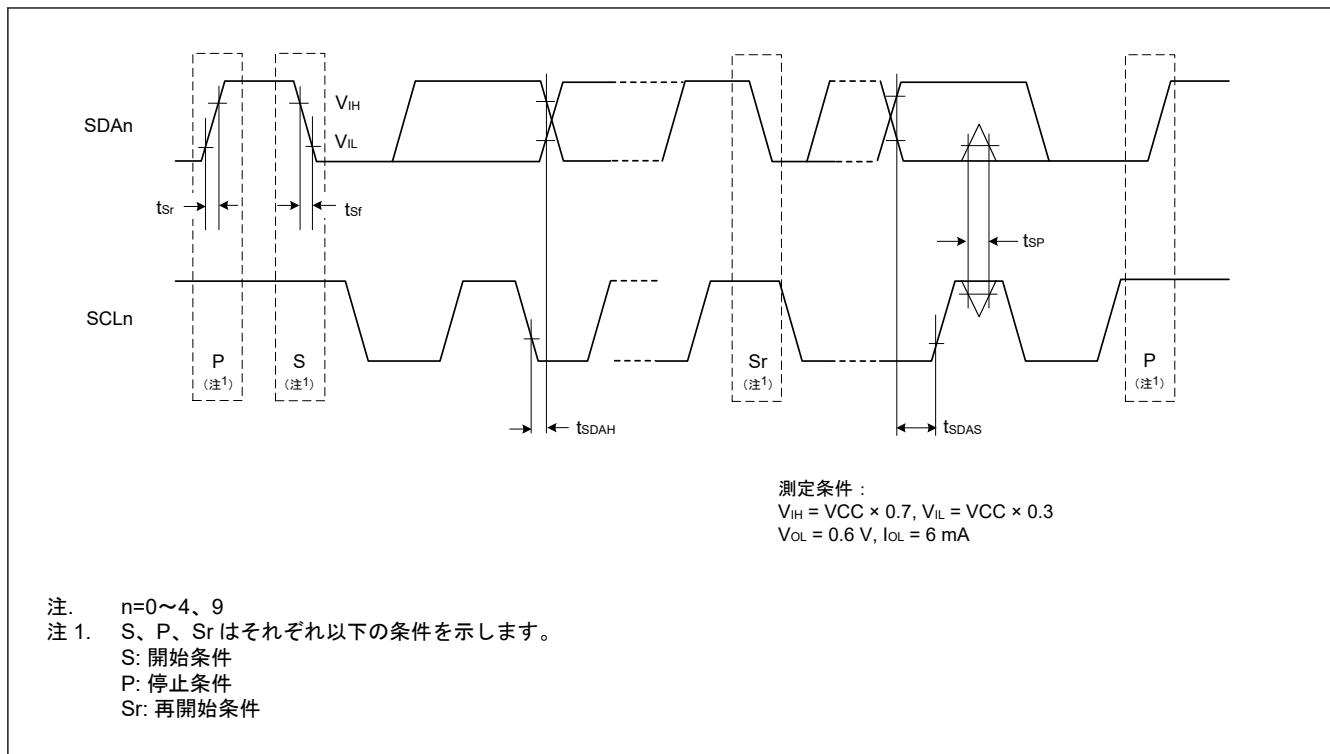 SDAn
VIH
VIL
tSr
tSf
tSP
SCLn
P
(注1)
S
(注1)
Sr
(注1)
P
(注1)
tSDAH
tSDAS
測定条件 :
VIH = VCC × 0.7, VIL = VCC × 0.3
VOL = 0.6 V, IOL = 6 mA
注. n=0～4、9
注 1. S、P、Sr はそれぞれ以下の条件を示します。
S: 開始条件
P: 停止条件
Sr: 再開始条件